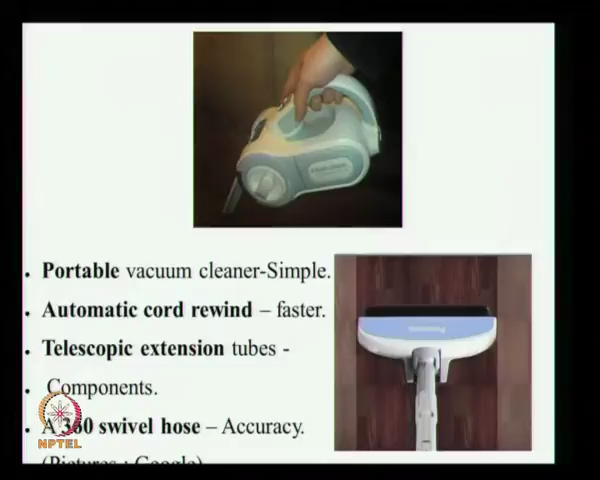 Portable vacuum cleaner-Simple.
Automatic cord rewind – faster.
Telescopic extension tubes -
Components.
A 360 swivel hose – Accuracy.
(Pictures : Google)
NPTEL